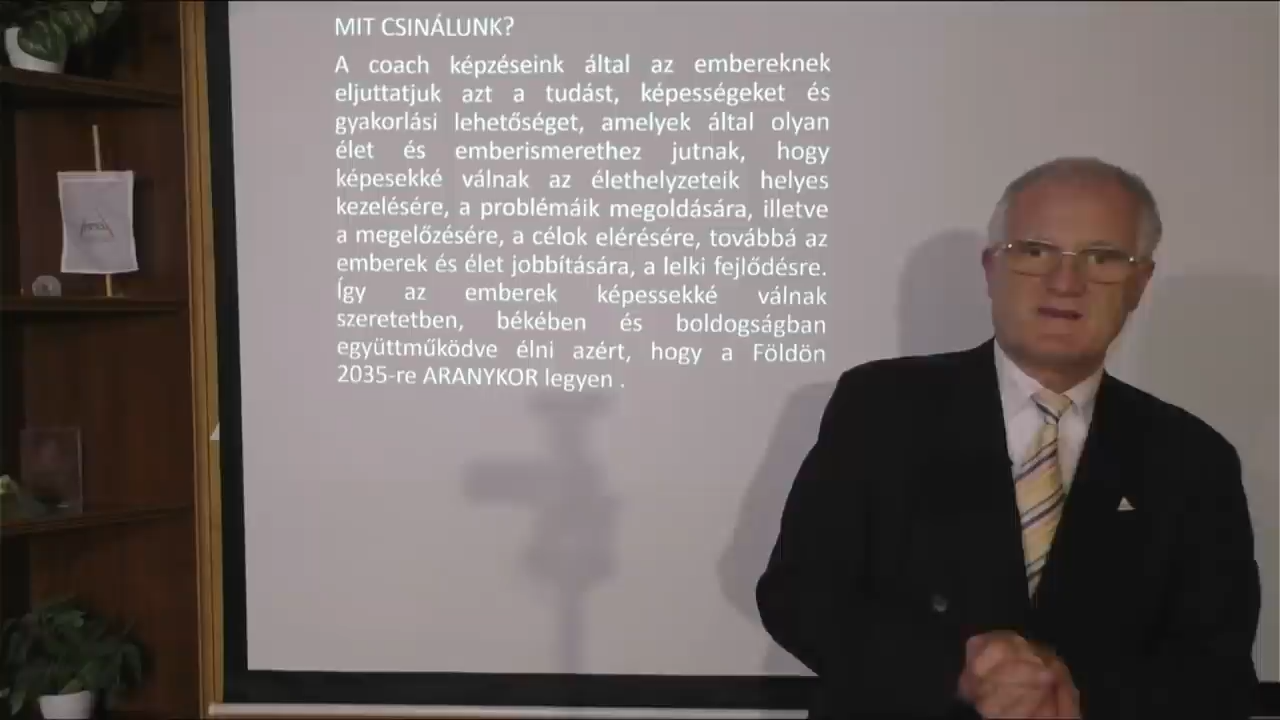 MIT CSINÁLUNK?
A coach képzéseink által az embereknek
eljuttatjuk azt a tudást, képességeket és
gyakorlási lehetőséget, amelyek által olyan
élet és emberismerethez jutnak, hogy
képesekké válnak az élethelyzeteik helyes
kezelésére, a problémáik megoldására, illetve
a megelőzésére, a célok elérésére, továbbá az
emberek és élet jobbítására, a lelki fejlődésre.
Így az emberek képessekké válnak
szeretetben, békében és boldogságban
együttműködve élni azért, hogy a Földön
2035-re ARANYKOR legyen .